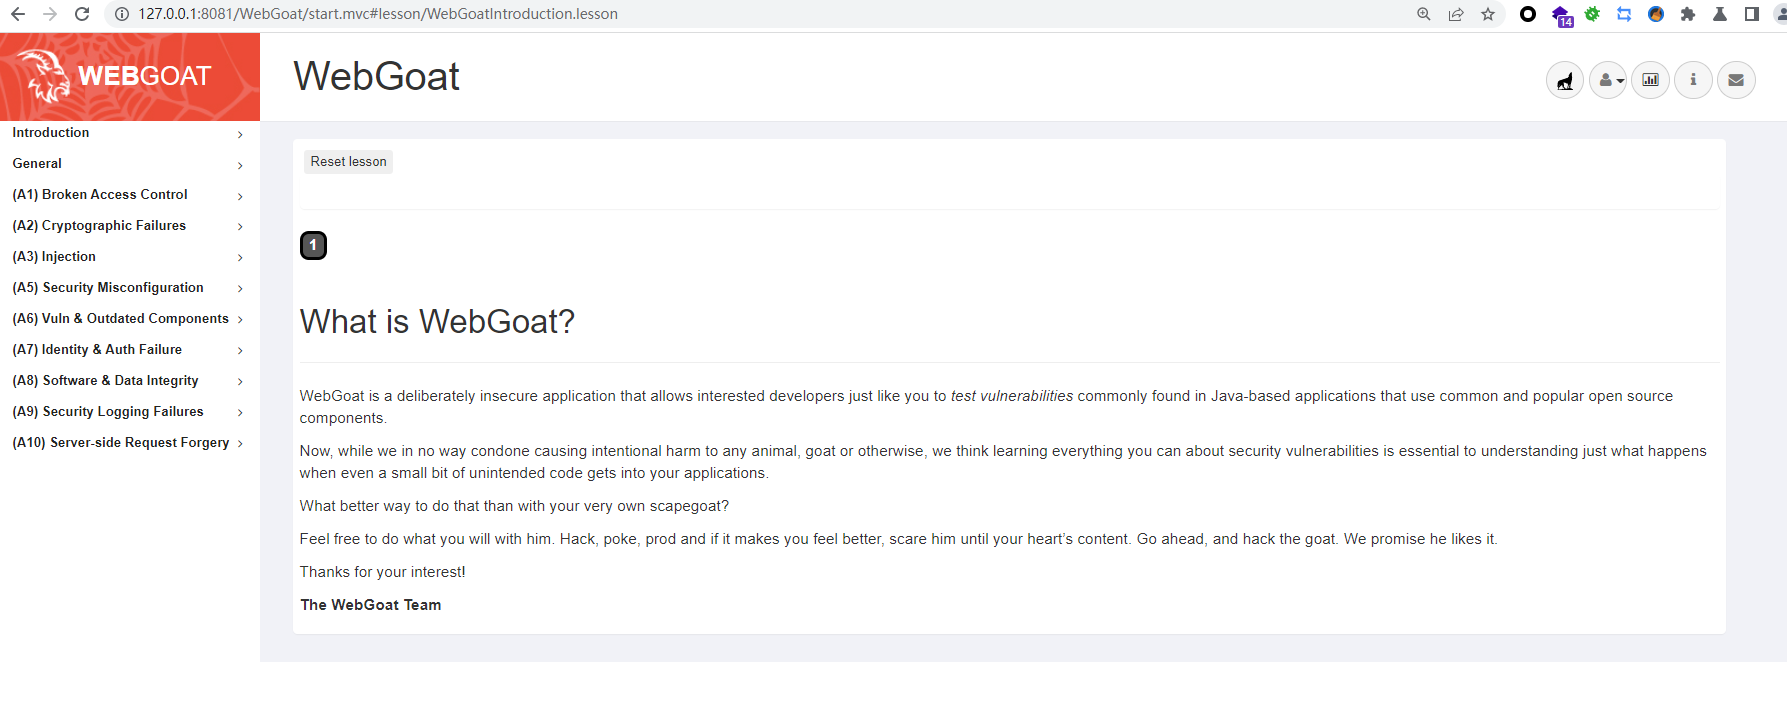 127.0.0.1:8081/WebGoat/start.mvc#lesson/WebGoatIntroduction.lesson
14
WEBGOAT
WebGoat
Introduction
General
(A1) Broken Access Control
(A2) Cryptographic Failures
(A3) Injection
(A5) Security Misconfiguration
(A6) Vuln & Outdated Components
(A7) Identity & Auth Failure
(A8) Software & Data Integrity
(A9) Security Logging Failures
(A10) Server-side Request Forgery
Reset lesson
1
What is WebGoat?
WebGoat is a deliberately insecure application that allows interested developers just like you to test vulnerabilities commonly found in Java-based applications that use common and popular open source
components.
Now, while we in no way condone causing intentional harm to any animal, goat or otherwise, we think learning everything you can about security vulnerabilities is essential to understanding just what happens
when even a small bit of unintended code gets into your applications.
What better way to do that than with your very own scapegoat?
Feel free to do what you will with him. Hack, poke, prod and if it makes you feel better, scare him until your heart’s content. Go ahead, and hack the goat. We promise he likes it.
Thanks for your interest!
The WebGoat Team